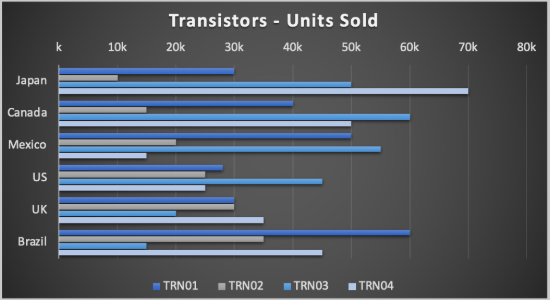 Transistors - Units Sold
k 10k 20k 30k 40k 50k 60k 70k 80k
Japan
Canada
Mexico
US
UK
Brazil
TRN01 TRN02 TRN03 TRN04